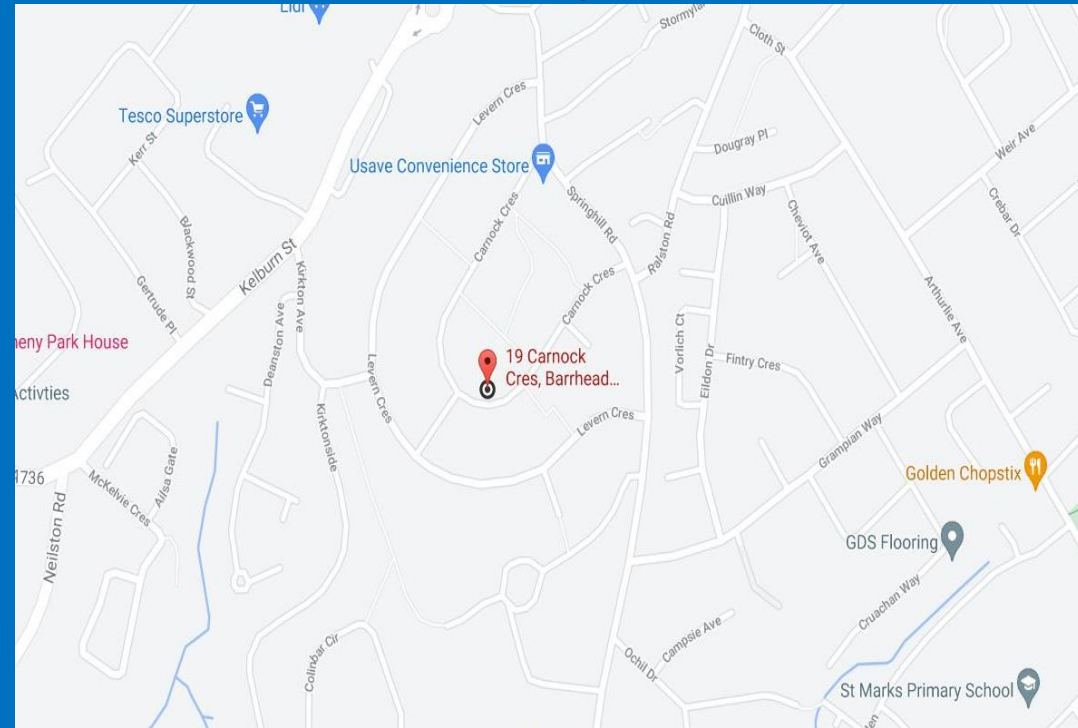 Lidl
Stormyla
Cloth St
Levern Cres
Tesco Superstore
Kerr St
Dougray Pl
Weir Ave
Usave Convenience Store
Springhill Rd
Cuillin Way
Crebar Dr
Blackwood St
Carnock Cres
Ralston Rd
Cheviot Ave
Kelburn St
Kirkton Ave
Gertrude Pl
Carnock Cres
Arthurlie Ave
Deanston Ave
eny Park House
Vorlich Ct
Eildon Dr
19 Carnock
Cres, Barrhead...
Fintry Cres
Activties
Levern Cres
Kirktonside
Levern Cres
Grampian Way
1736
McKelvie Cres
Ailsa Gate
Golden Chopstix
Neilston Rd
GDS Flooring
Cruachan Way
Colinbar Cir
Campsie Ave
Ochil Dr
St Marks Primary School